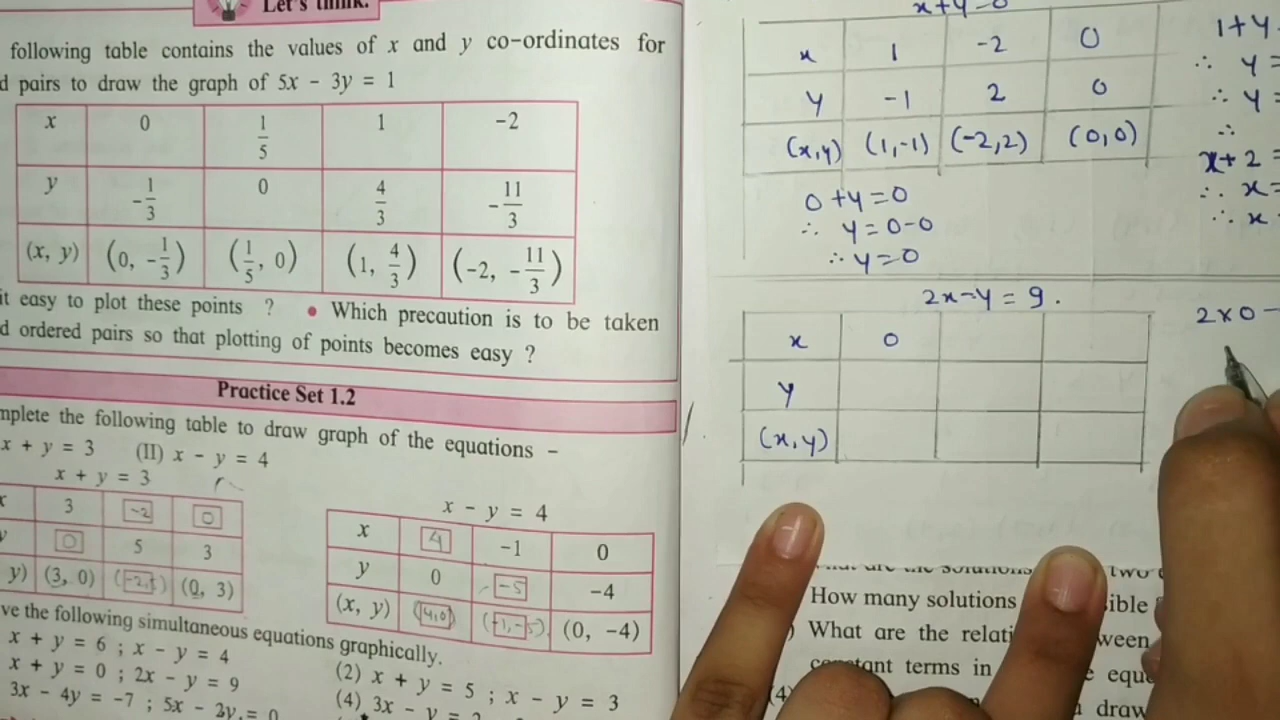 Let's think.
following table contains the values of x and y co-ordinates for
d pairs to draw the graph of 5x − 3y = 1
x 0 1/5 1 −2
y −1/3 0 4/3 −11/3
(x, y) (0, −1/3) (1/5, 0) (1, 4/3) (−2, −11/3)
it easy to plot these points ? • Which precaution is to be taken
d ordered pairs so that plotting of points becomes easy ?
Practice Set 1.2
mplete the following table to draw graph of the equations -
x + y = 3 (II) x − y = 4
x + y = 3
x 3 -2 0
y 0 5 3
y) (3, 0) (-2,5) (0, 3)
x − y = 4
x 4 −1 0
y 0 -5 −4
(x, y) (4,0) (-1,-5) (0, −4)
ve the following simultaneous equations graphically.
x + y = 6 ; x − y = 4
(2) x + y = 5 ; x − y = 3
x + y = 0 ; 2x − y = 9
3x − 4y = −7 ; 5x − 2y = 0
(4) 3x − y = 2
x+y=0
x 1 -2 0
y -1 2 0
(x,y) (1,-1) (-2,2) (0,0)
0+y=0
∴ y=0-0
∴ y=0
1+y
∴ y=
∴ y=
∴
x+2=
∴ x=
∴ x
2x-y=9.
x 0
y
(x,y)
2x0-
How many solutions
What are the relati ween
constant terms in equ
(4)
draw